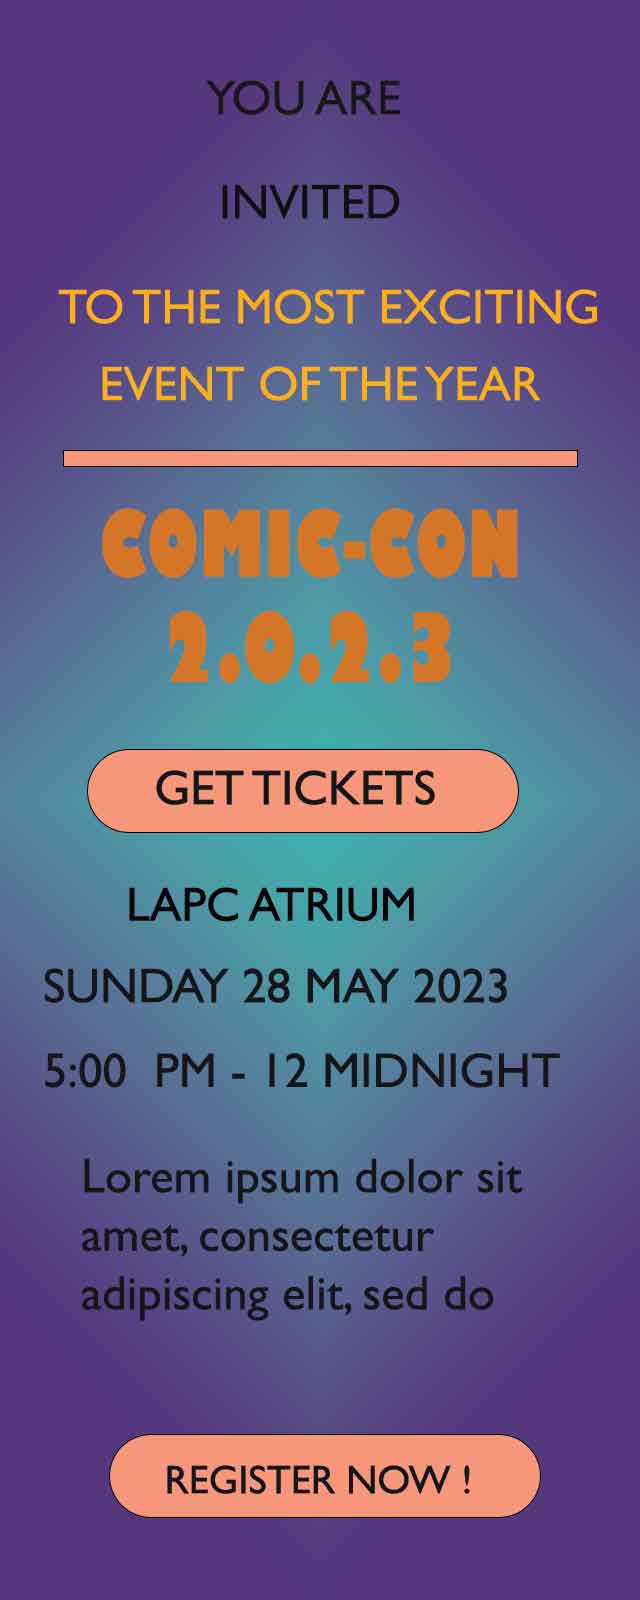 YOU ARE
INVITED
TO THE MOST EXCITING
EVENT OF THE YEAR
COMIC-CON
2.0.2.3
GET TICKETS
LAPC ATRIUM
SUNDAY 28 MAY 2023
5:00 PM - 12 MIDNIGHT
Lorem ipsum dolor sit
amet, consectetur
adipiscing elit, sed do
REGISTER NOW !